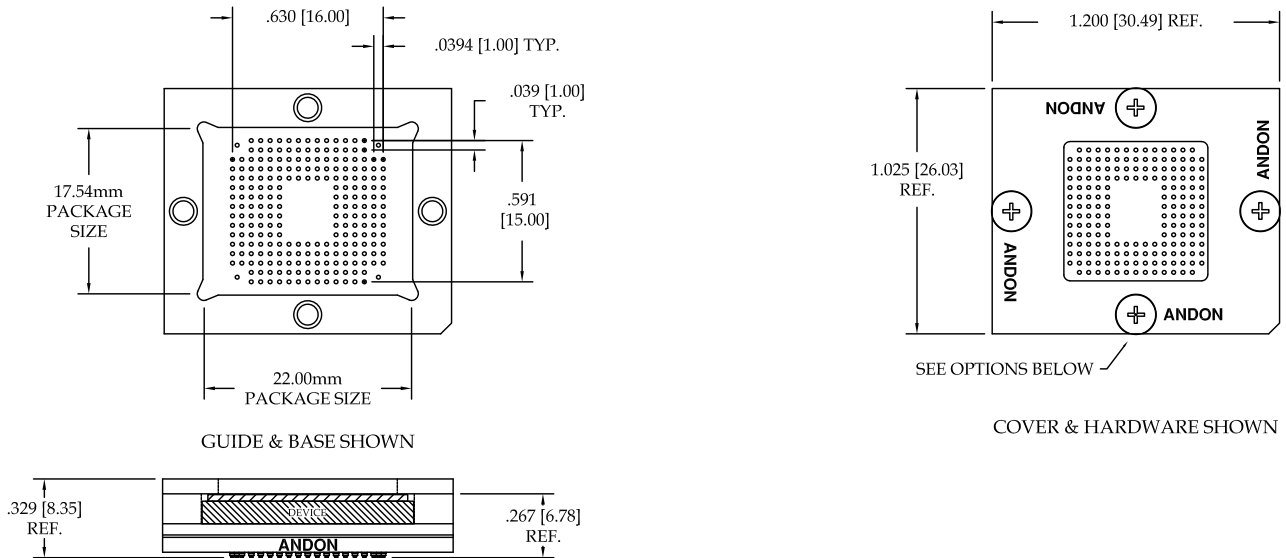 .630 [16.00]
.0394 [1.00] TYP.
.039 [1.00]
TYP.
17.54mm
PACKAGE
SIZE
.591
[15.00]
22.00mm
PACKAGE SIZE
GUIDE & BASE SHOWN
1.200 [30.49] REF.
ANDON
ANDON
1.025 [26.03]
REF.
ANDON
ANDON
SEE OPTIONS BELOW
COVER & HARDWARE SHOWN
.329 [8.35]
REF.
DEVICE
.267 [6.78]
REF.
ANDON